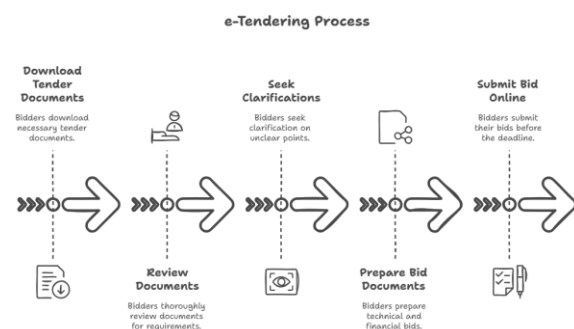 e-Tendering Process
Download
Tender
Documents
Bidders download
necessary tender
documents.
Seek
Clarifications
Bidders seek
clarification on
unclear points.
Submit Bid
Online
Bidders submit
their bids before
the deadline.
Review
Documents
Bidders thoroughly
review documents
for requirements.
Prepare Bid
Documents
Bidders prepare
technical and
financial bids.